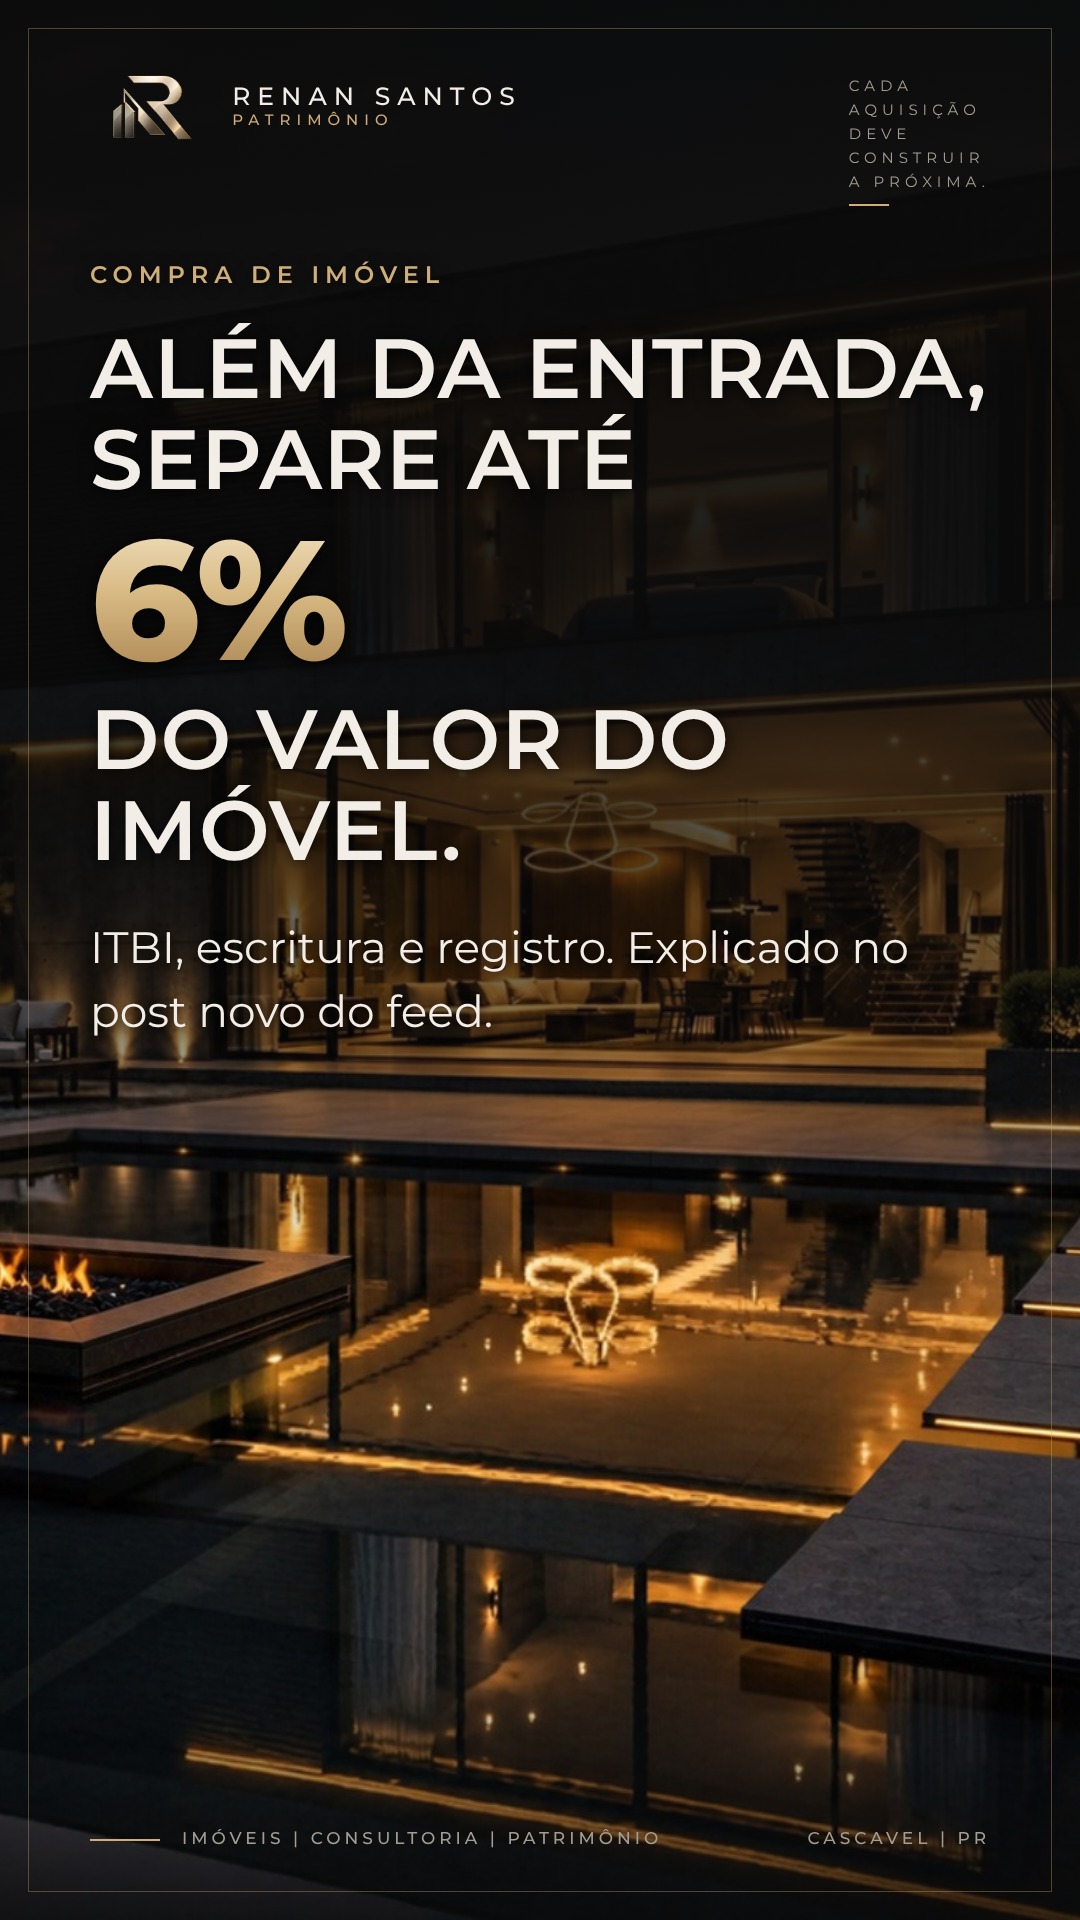 RENAN SANTOS
PATRIMÔNIO
CADA
AQUISIÇÃO
DEVE
CONSTRUIR
A PRÓXIMA.
COMPRA DE IMÓVEL
ALÉM DA ENTRADA,
SEPARE ATÉ
6%
DO VALOR DO
IMÓVEL.
ITBI, escritura e registro. Explicado no
post novo do feed.
IMÓVEIS | CONSULTORIA | PATRIMÔNIO
CASCAVEL | PR